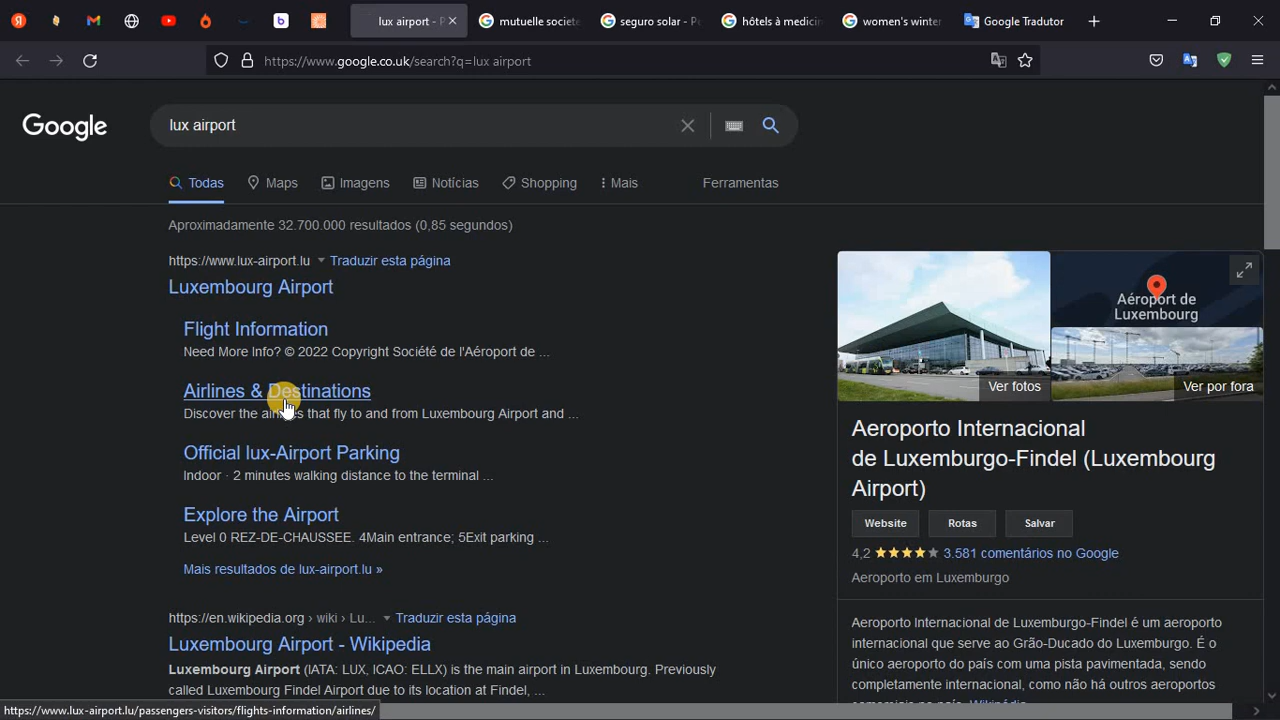 lux airport - P
mutuelle societe
seguro solar - Pe
hôtels à medicin
women's winter
Google Tradutor
https://www.google.co.uk/search?q=lux airport
Google
lux airport
Todas
Maps
Imagens
Notícias
Shopping
Mais
Ferramentas
Aproximadamente 32.700.000 resultados (0,85 segundos)
https://www.lux-airport.lu
Traduzir esta página
Luxembourg Airport
Flight Information
Need More Info? © 2022 Copyright Société de l'Aéroport de ...
Airlines & Destinations
Discover the airlines that fly to and from Luxembourg Airport and ...
Official lux-Airport Parking
Indoor · 2 minutes walking distance to the terminal ...
Explore the Airport
Level 0 REZ-DE-CHAUSSEE. 4Main entrance; 5Exit parking ...
Mais resultados de lux-airport.lu »
https://en.wikipedia.org › wiki › Lu...
Traduzir esta página
Luxembourg Airport - Wikipedia
Luxembourg Airport (IATA: LUX, ICAO: ELLX) is the main airport in Luxembourg. Previously
called Luxembourg Findel Airport due to its location at Findel, ...
https://www.lux-airport.lu/passengers-visitors/flights-information/airlines/
Aéroport de
Luxembourg
Ver fotos
Ver por fora
Aeroporto Internacional
de Luxemburgo-Findel (Luxembourg
Airport)
Website
Rotas
Salvar
4,2
3.581 comentários no Google
Aeroporto em Luxemburgo
Aeroporto Internacional de Luxemburgo-Findel é um aeroporto
internacional que serve ao Grão-Ducado do Luxemburgo. É o
único aeroporto do país com uma pista pavimentada, sendo
completamente internacional, como não há outros aeroportos
comerciais no país. Wikipédia